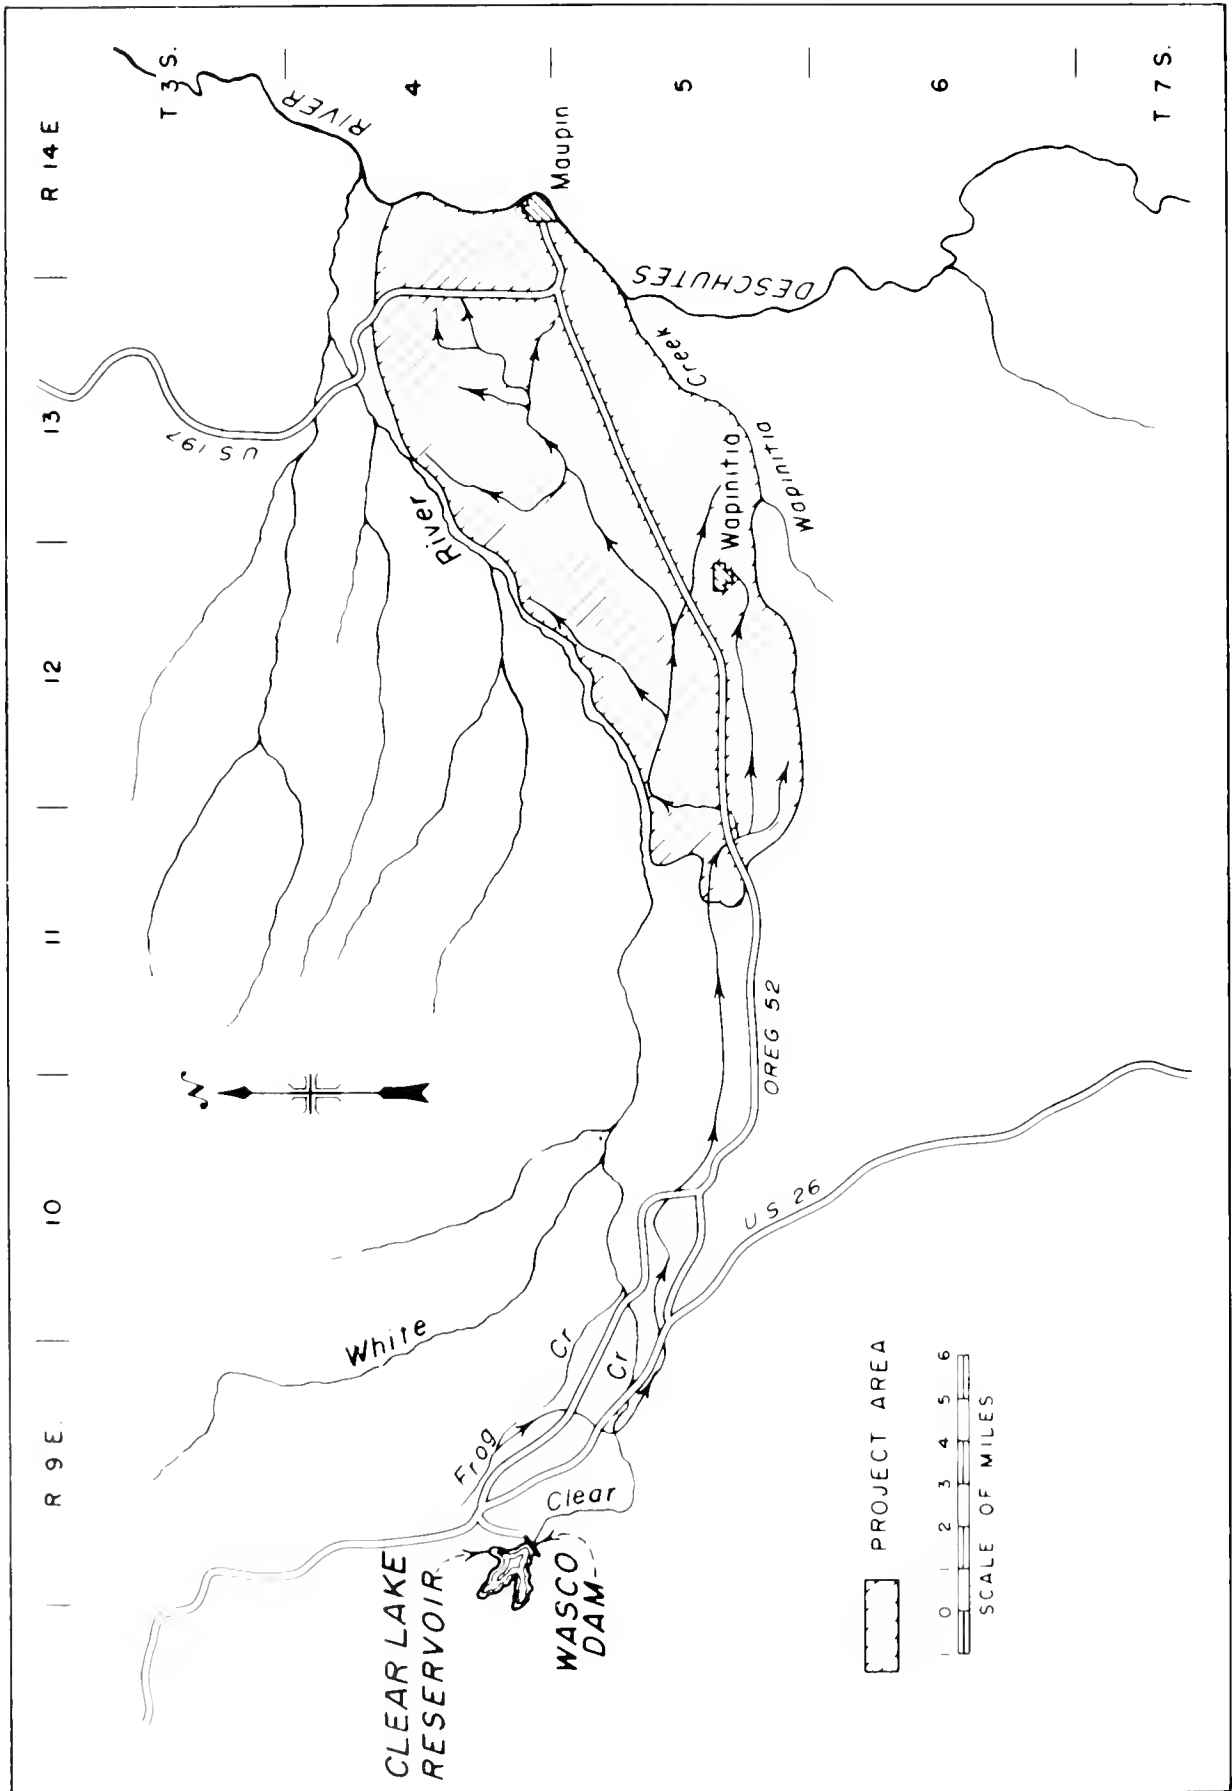 R 9 E.
10
11
12
13
R 14 E
T 3 S.
4
5
6
T 7 S.
N
US 197
RIVER
Maupin
DESCHUTES
Creek
Wapinitia
Wapinitia
River
White
Frog
Cr
Cr
Clear
CLEAR LAKE
RESERVOIR
WASCO
DAM
OREG 52
US 26
PROJECT AREA
1 0 1 2 3 4 5 6
SCALE OF MILES